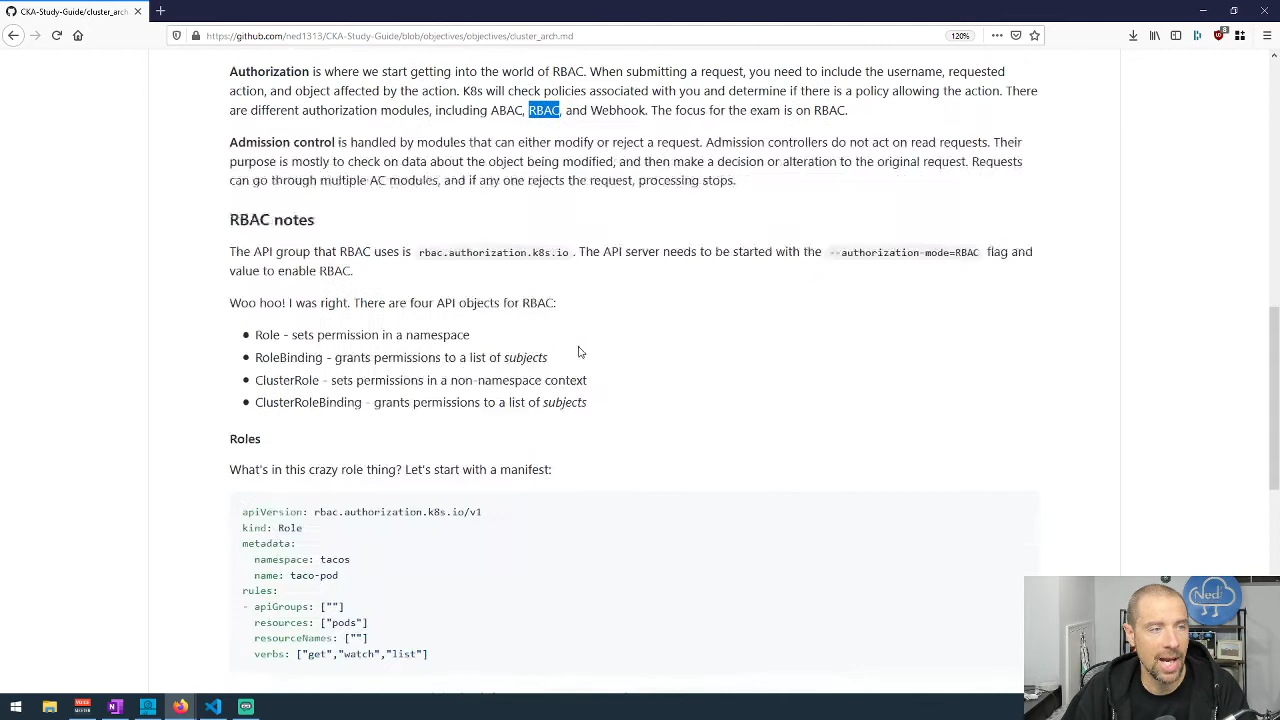 CKA-Study-Guide/cluster_arch
https://github.com/ned1313/CKA-Study-Guide/blob/objectives/objectives/cluster_arch.md
120%
Authorization is where we start getting into the world of RBAC. When submitting a request, you need to include the username, requested
action, and object affected by the action. K8s will check policies associated with you and determine if there is a policy allowing the action. There
are different authorization modules, including ABAC, RBAC, and Webhook. The focus for the exam is on RBAC.
Admission control is handled by modules that can either modify or reject a request. Admission controllers do not act on read requests. Their
purpose is mostly to check on data about the object being modified, and then make a decision or alteration to the original request. Requests
can go through multiple AC modules, and if any one rejects the request, processing stops.
RBAC notes
The API group that RBAC uses is rbac.authorization.k8s.io. The API server needs to be started with the --authorization-mode=RBAC flag and
value to enable RBAC.
Woo hoo! I was right. There are four API objects for RBAC:
• Role - sets permission in a namespace
• RoleBinding - grants permissions to a list of subjects
• ClusterRole - sets permissions in a non-namespace context
• ClusterRoleBinding - grants permissions to a list of subjects
Roles
What's in this crazy role thing? Let's start with a manifest:
apiVersion: rbac.authorization.k8s.io/v1
kind: Role
metadata:
namespace: tacos
name: taco-pod
rules:
- apiGroups: [""]
resources: ["pods"]
resourceNames: [""]
verbs: ["get","watch","list"]
Ned